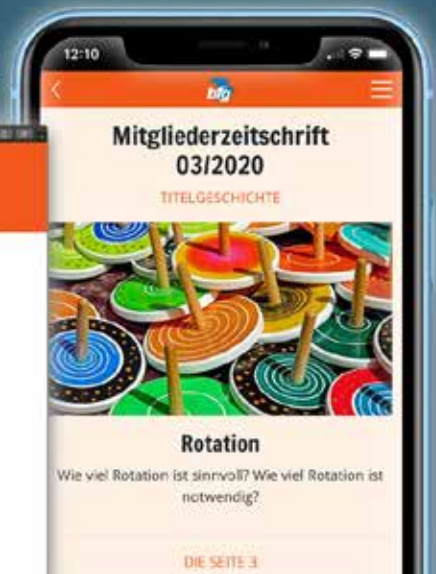 12:10
bfg
Mitgliederzeitschrift
03/2020
TITELGESCHICHTE
Rotation
Wie viel Rotation ist sinnvoll? Wie viel Rotation ist
notwendig?
DIE SEITE 3